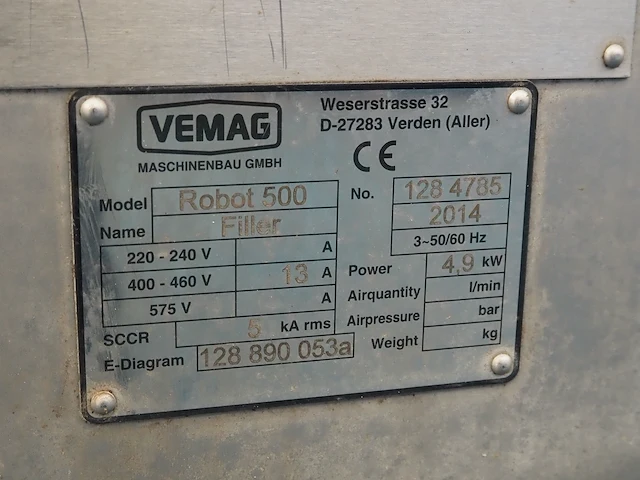 VEMAG
MASCHINENBAU GMBH
Weserstrasse 32
D-27283 Verden (Aller)
CE
Model Robot 500
Name Filler
220 - 240 V A
400 - 460 V 13 A
575 V A
SCCR 5 kA rms
E-Diagram 128 890 053a
No. 128 4785
2014
3~50/60 Hz
Power 4,9 kW
Airquantity l/min
Airpressure bar
Weight kg